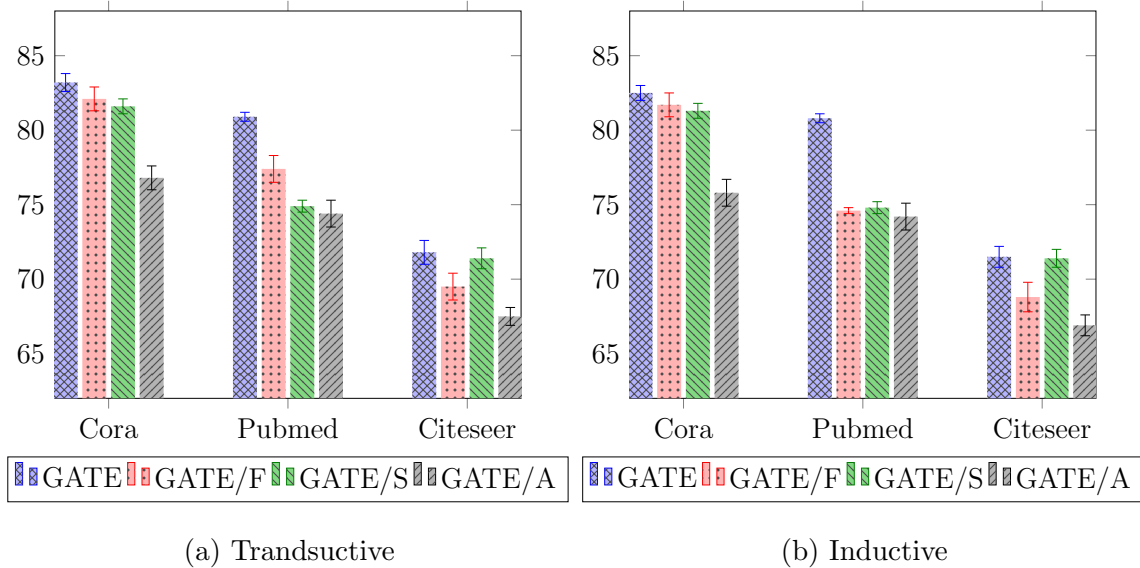 85
80
75
70
65
Cora Pubmed Citeseer
GATE GATE/F GATE/S GATE/A
(a) Trandsuctive
85
80
75
70
65
Cora Pubmed Citeseer
GATE GATE/F GATE/S GATE/A
(b) Inductive